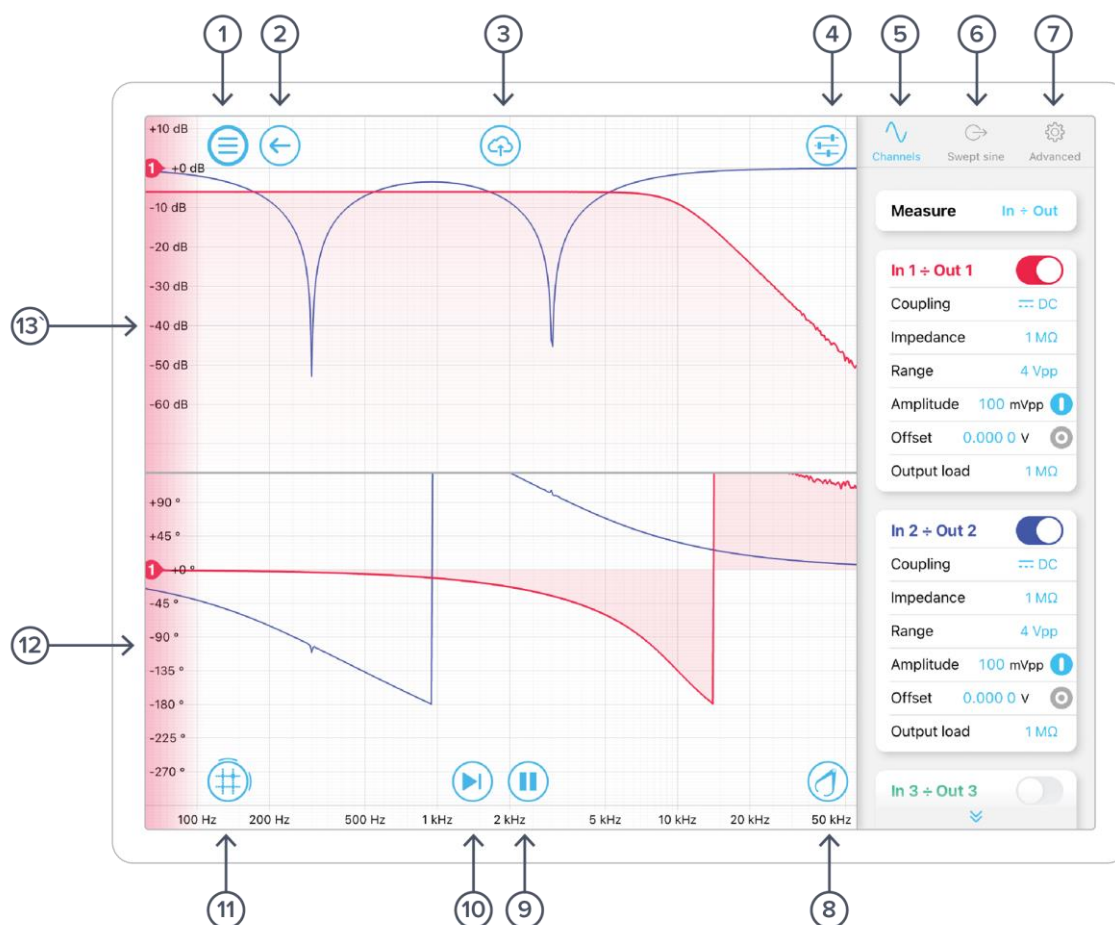 1 2 3 4 5 6 7
+10 dB
1 +0 dB
-10 dB
-20 dB
-30 dB
-40 dB
-50 dB
-60 dB
13`
+90 °
+45 °
1 +0 °
-45 °
-90 °
-135 °
-180 °
-225 °
-270 °
12
100 Hz 200 Hz 500 Hz 1 kHz 2 kHz 5 kHz 10 kHz 20 kHz 50 kHz
Channels Swept sine Advanced
Measure In ÷ Out
In 1 ÷ Out 1
Coupling DC
Impedance 1 MΩ
Range 4 Vpp
Amplitude 100 mVpp
Offset 0.000 0 V
Output load 1 MΩ
In 2 ÷ Out 2
Coupling DC
Impedance 1 MΩ
Range 4 Vpp
Amplitude 100 mVpp
Offset 0.000 0 V
Output load 1 MΩ
In 3 ÷ Out 3
11 10 9 8